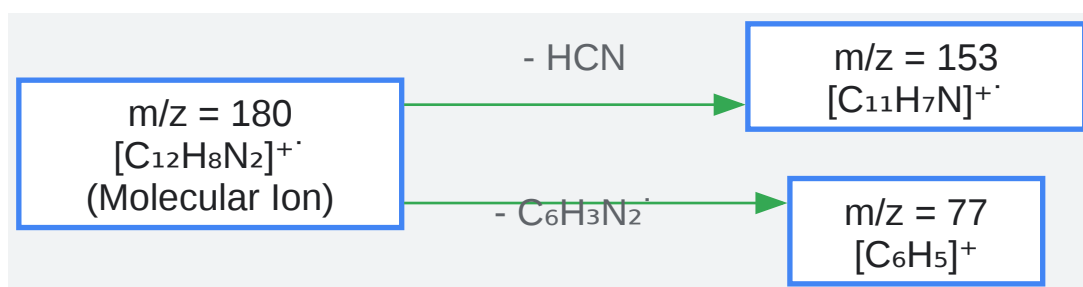 m/z = 180
[C₁₂H₈N₂]⁺˙
(Molecular Ion)
- HCN
m/z = 153
[C₁₁H₇N]⁺˙
- C₆H₃N₂˙
m/z = 77
[C₆H₅]⁺